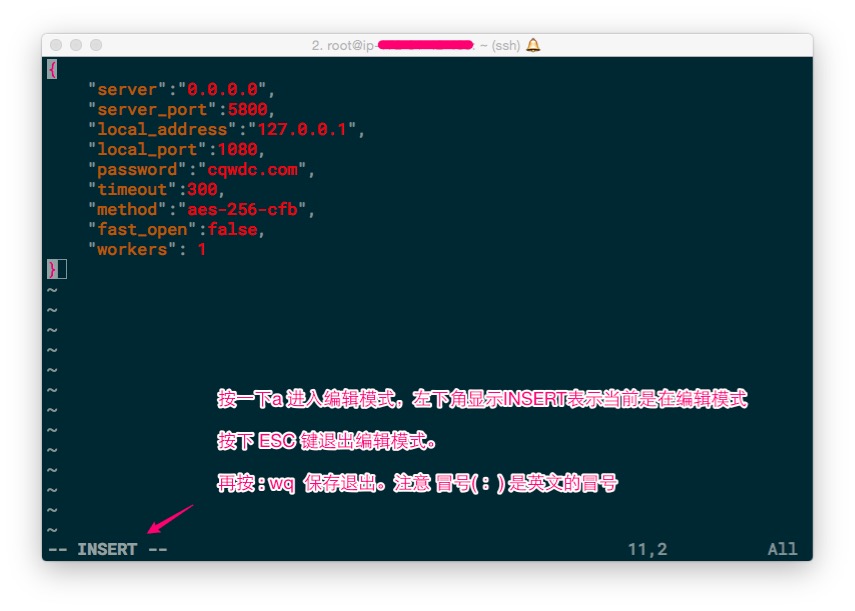 2. root@ip- : ~ (ssh)
{
"server":"0.0.0.0",
"server_port":5800,
"local_address":"127.0.0.1",
"local_port":1080,
"password":"cqwdc.com",
"timeout":300,
"method":"aes-256-cfb",
"fast_open":false,
"workers": 1
}
~
~
~
~
~
~
按一下a 进入编辑模式，左下角显示INSERT表示当前是在编辑模式
~
~
按下 ESC 键退出编辑模式。
~
~
再按 : wq 保存退出。注意 冒号( : ) 是英文的冒号
~
~
~
-- INSERT -- 11,2 All